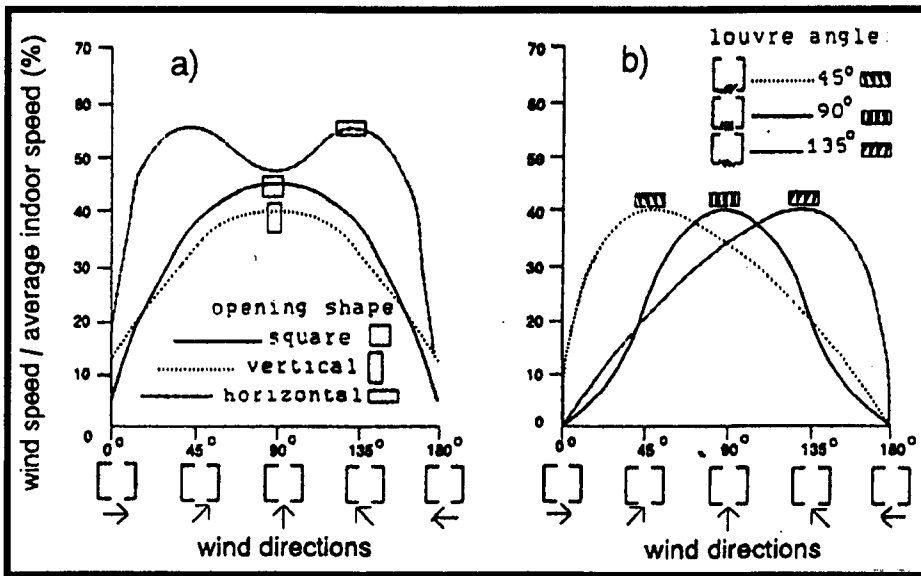 wind speed / average indoor speed (%)
a)
70
60
50
40
30
20
10
0
opening shape
square
vertical
horizontal
0° 45° 90° 135° 180°
wind directions
b)
70
60
50
40
30
20
10
0
louvre angle
45°
90°
135°
0° 45° 90° 135° 180°
wind directions